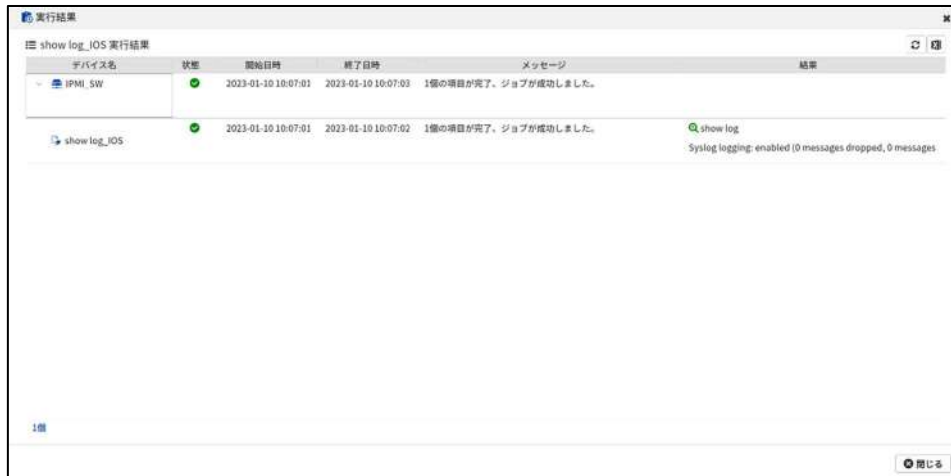 実行結果
show log_IOS 実行結果
デバイス名 状態 開始日時 終了日時 メッセージ 結果
IPMI_SW 2023-01-10 10:07:01 2023-01-10 10:07:03 1個の項目が完了、ジョブが成功しました。
show log_IOS 2023-01-10 10:07:01 2023-01-10 10:07:02 1個の項目が完了、ジョブが成功しました。 show log
Syslog logging: enabled (0 messages dropped, 0 messages
1個
閉じる